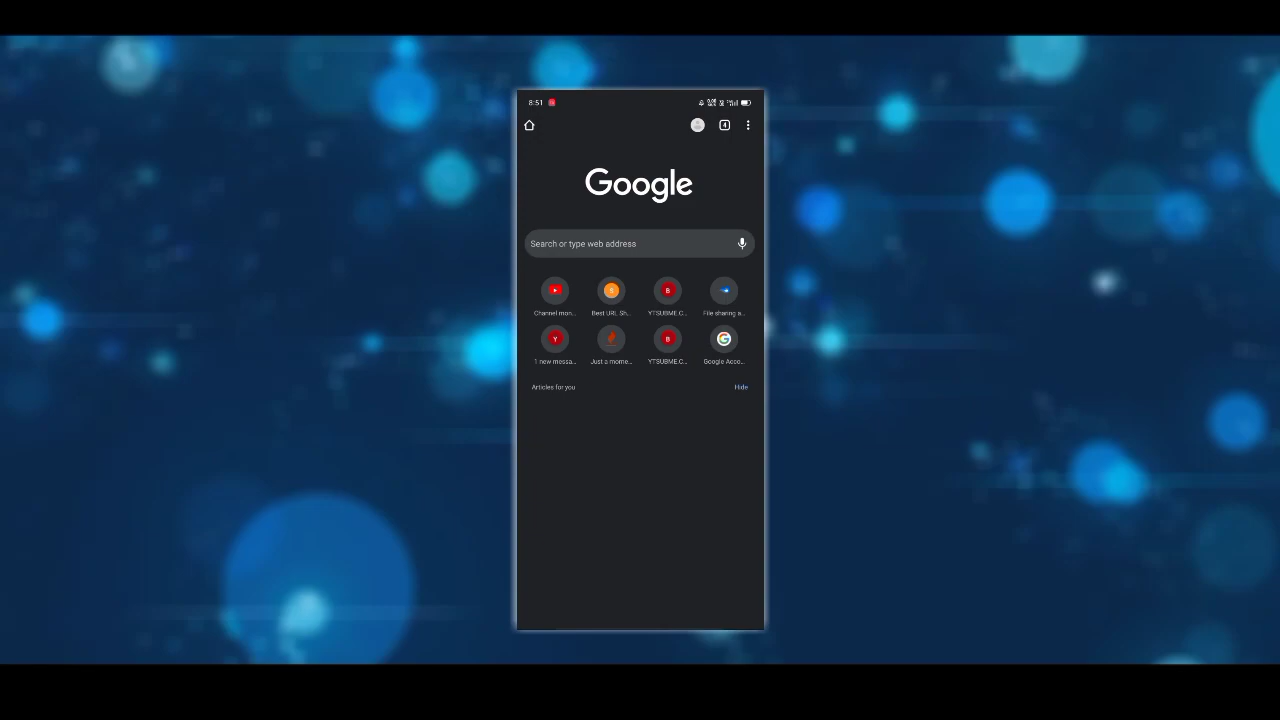 8:51
4
Google
Search or type web address
Channel mon... Best URL Sh... YTSUBME.C... File sharing a...
1 new messa... Just a mome... YTSUBME.C... Google Acco...
Articles for you Hide